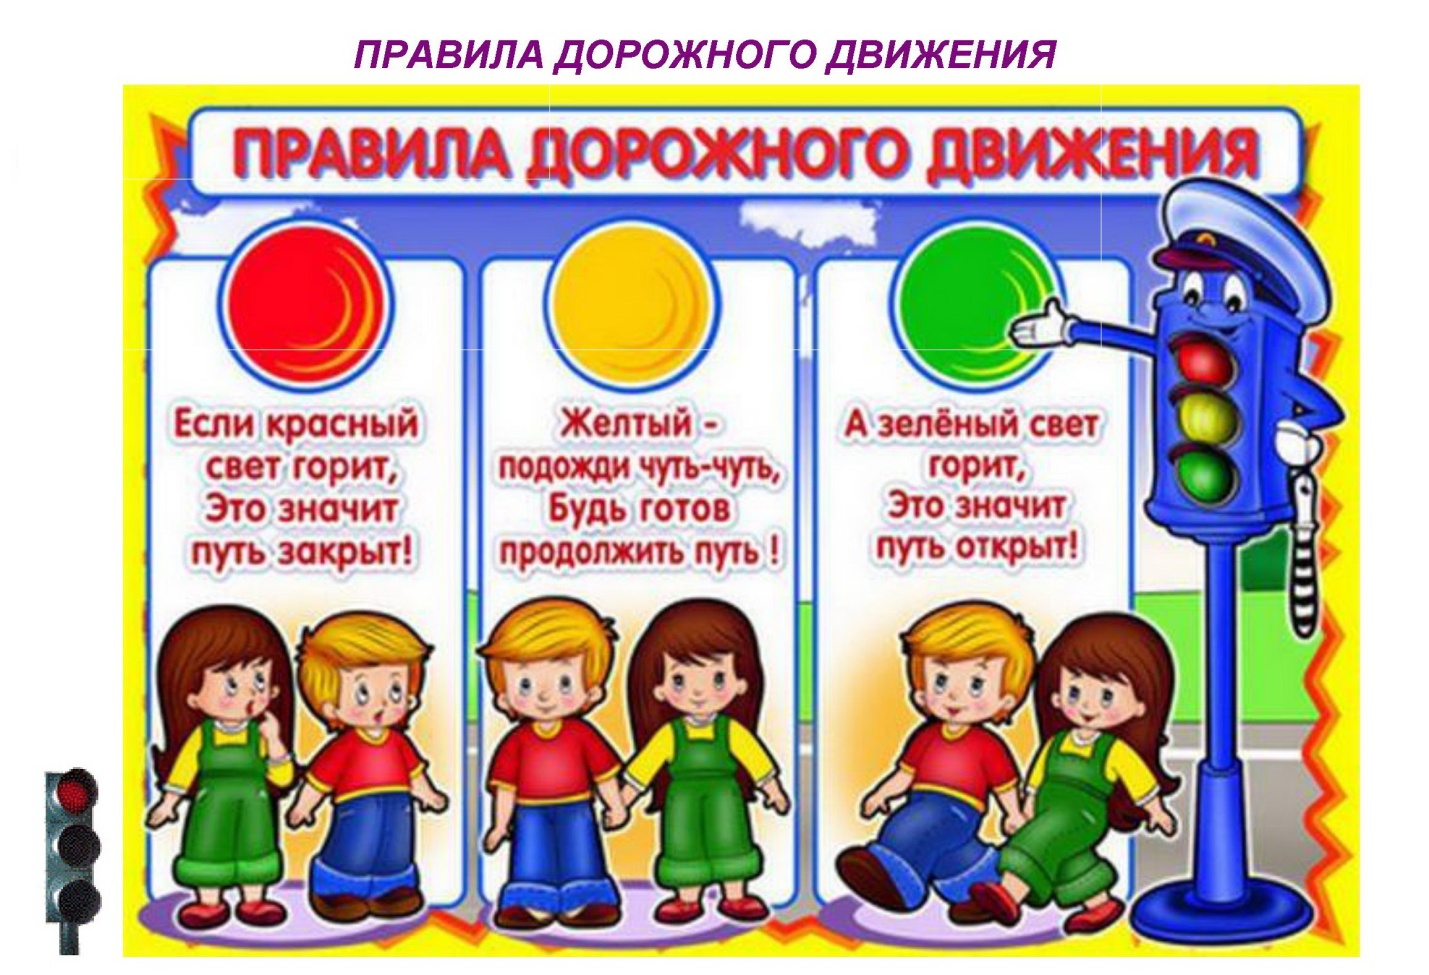 ПРАВИЛА ДОРОЖНОГО ДВИЖЕНИЯ
ПРАВИЛА ДОРОЖНОГО ДВИЖЕНИЯ
Если красный
свет горит,
Это значит
путь закрыт!
Желтый -
подожди чуть-чуть,
Будь готов
продолжить путь !
А зелёный свет
горит,
Это значит
путь открыт!